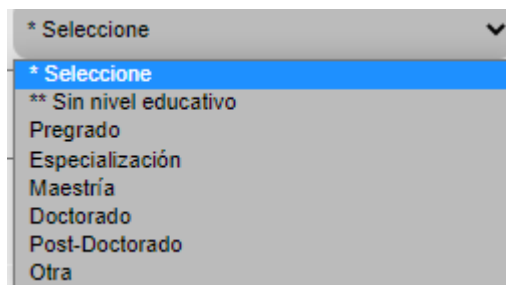 * Seleccione
* Seleccione
** Sin nivel educativo
Pregrado
Especialización
Maestría
Doctorado
Post-Doctorado
Otra